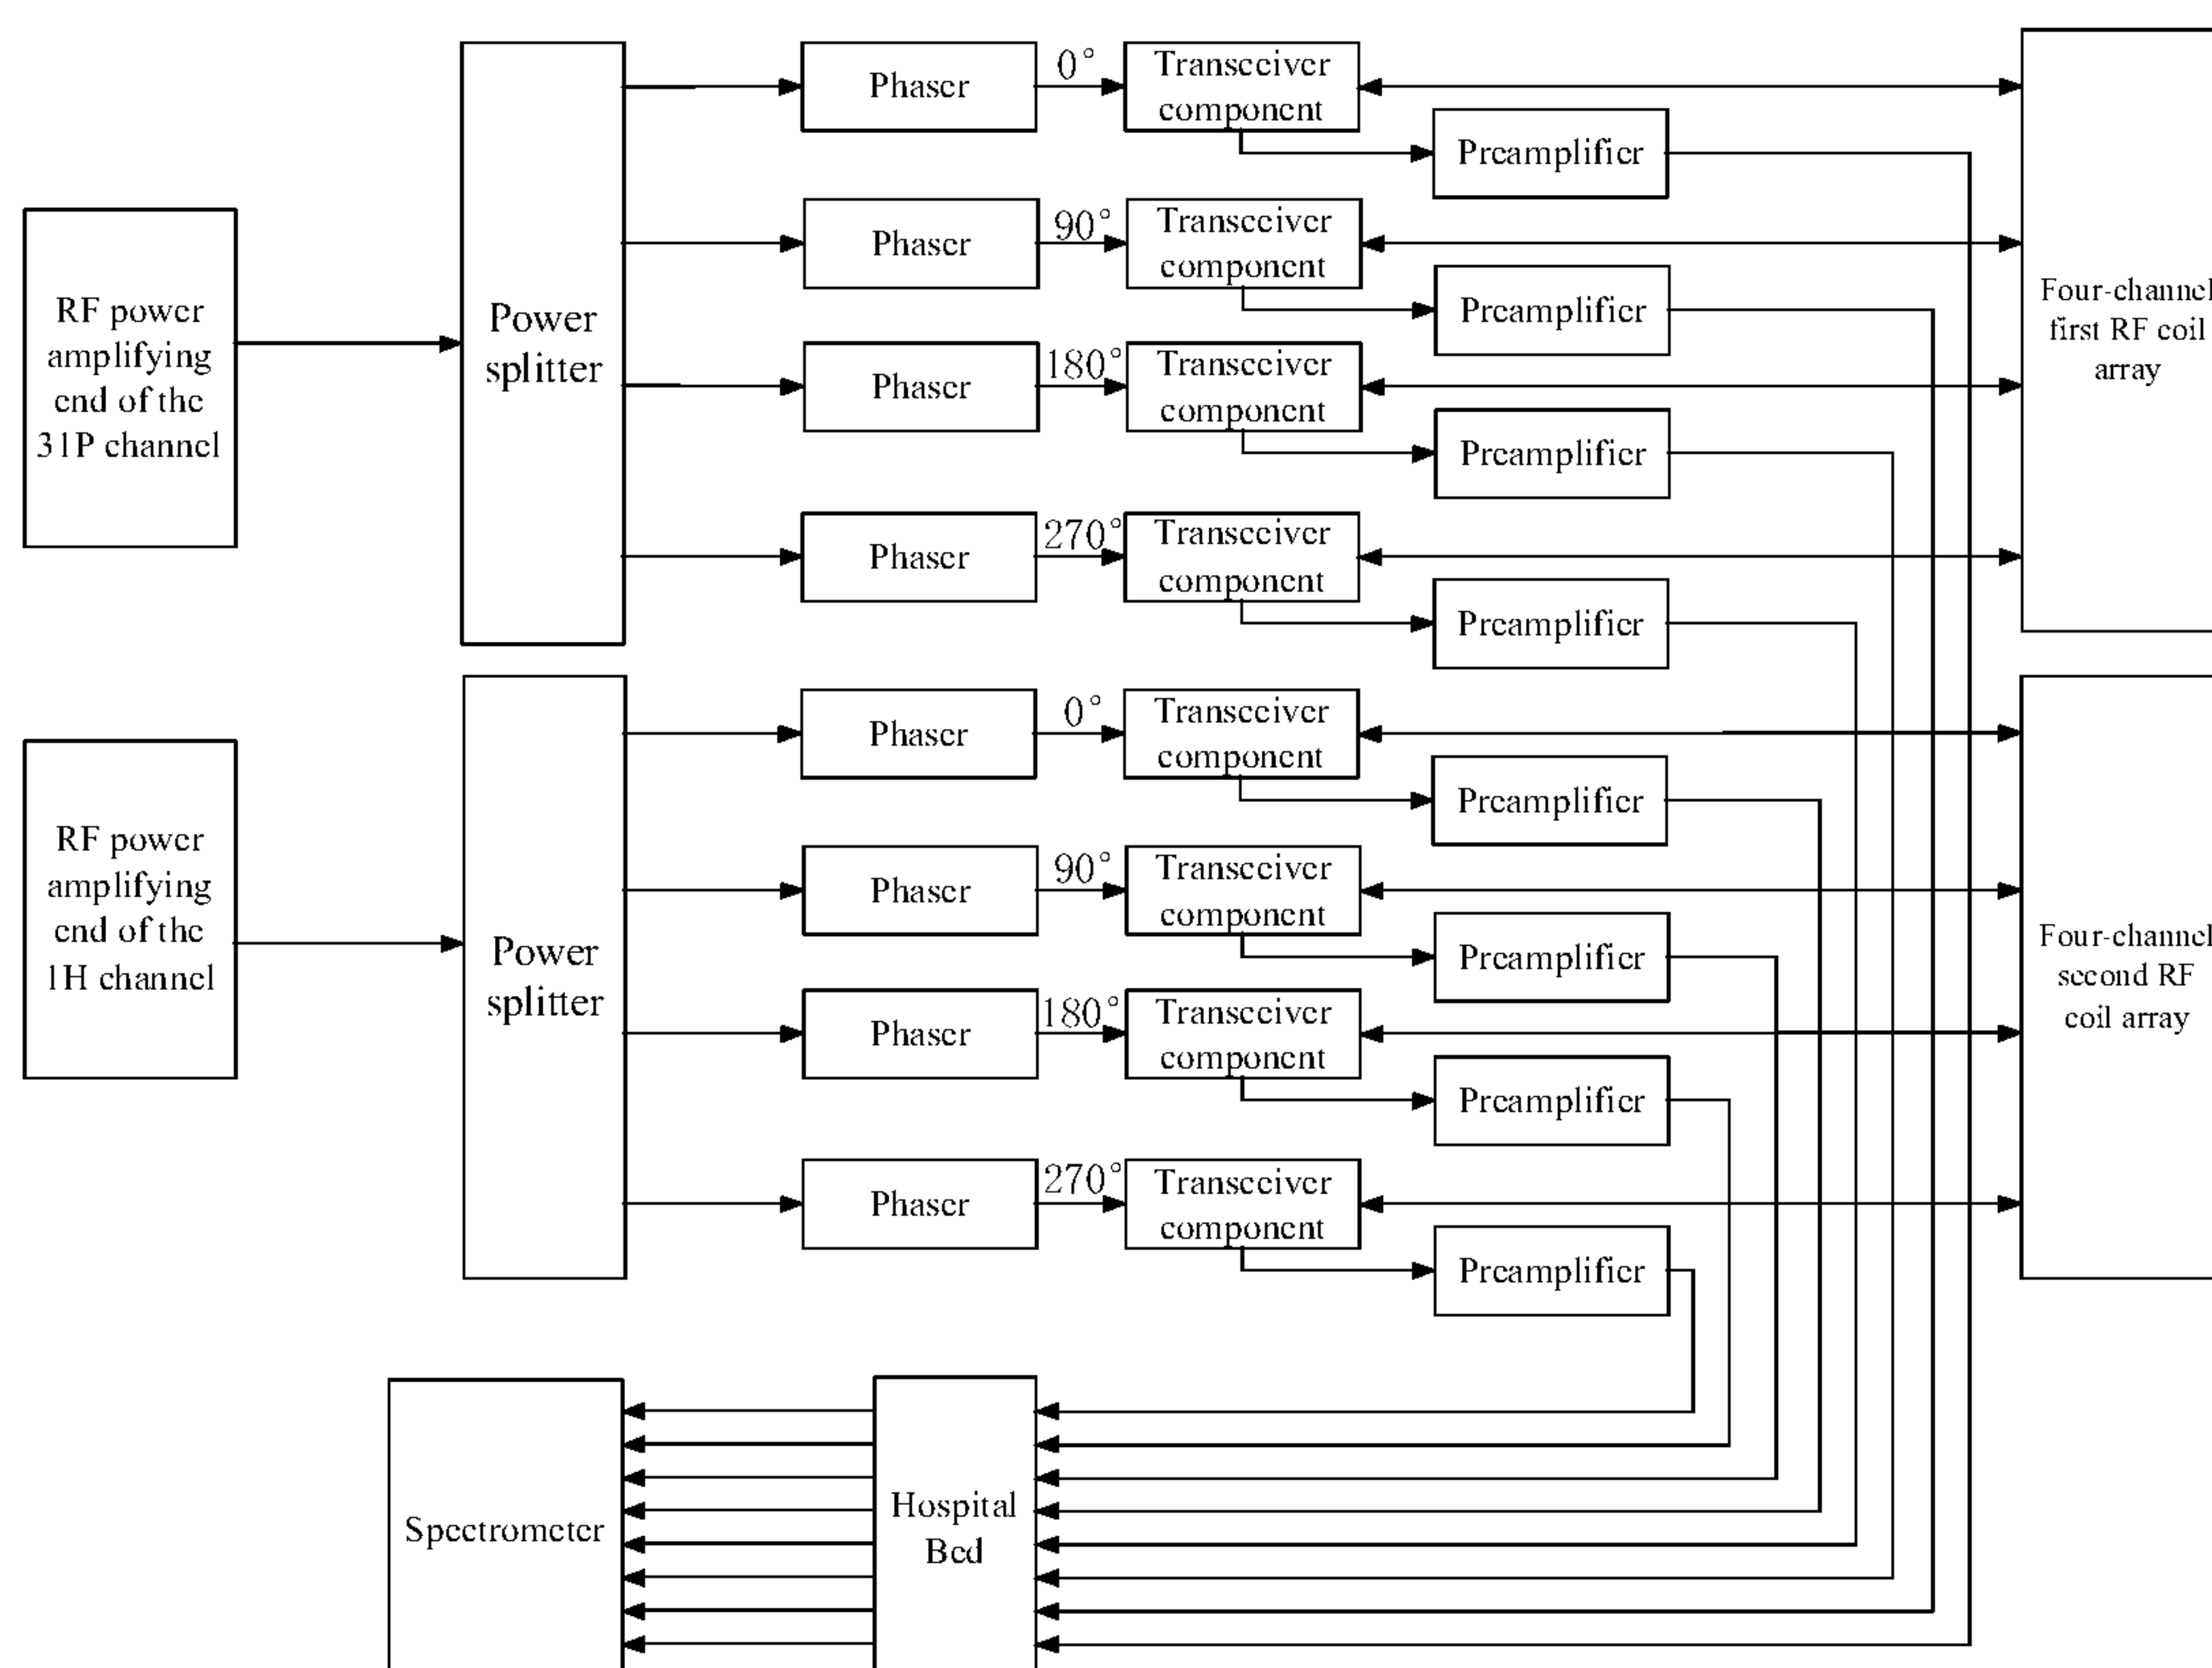 RF power
amplifying
end of the
31P channel
Power
splitter
Phaser
0°
Transceiver
component
Preamplifier
Phaser
90°
Transceiver
component
Preamplifier
Phaser
180°
Transceiver
component
Preamplifier
Phaser
270°
Transceiver
component
Preamplifier
Four-channel
first RF coil
array
RF power
amplifying
end of the
1H channel
Power
splitter
Phaser
0°
Transceiver
component
Preamplifier
Phaser
90°
Transceiver
component
Preamplifier
Phaser
180°
Transceiver
component
Preamplifier
Phaser
270°
Transceiver
component
Preamplifier
Four-channel
second RF
coil array
Spectrometer
Hospital
Bed